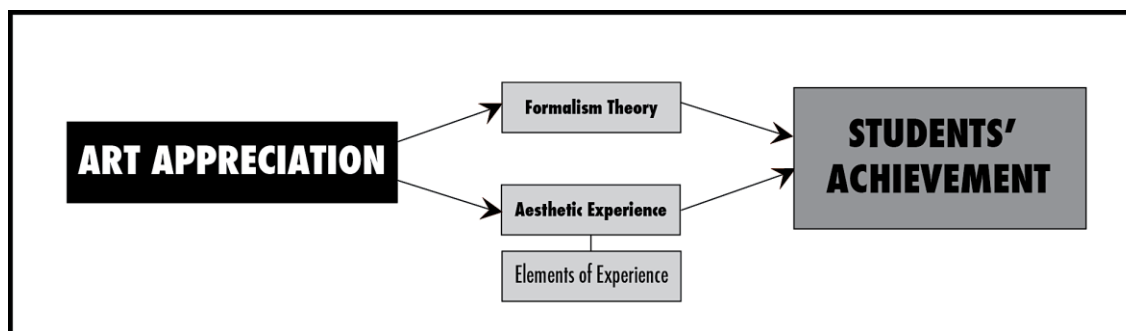 ART APPRECIATION
Formalism Theory
Aesthetic Experience
Elements of Experience
STUDENTS'
ACHIEVEMENT